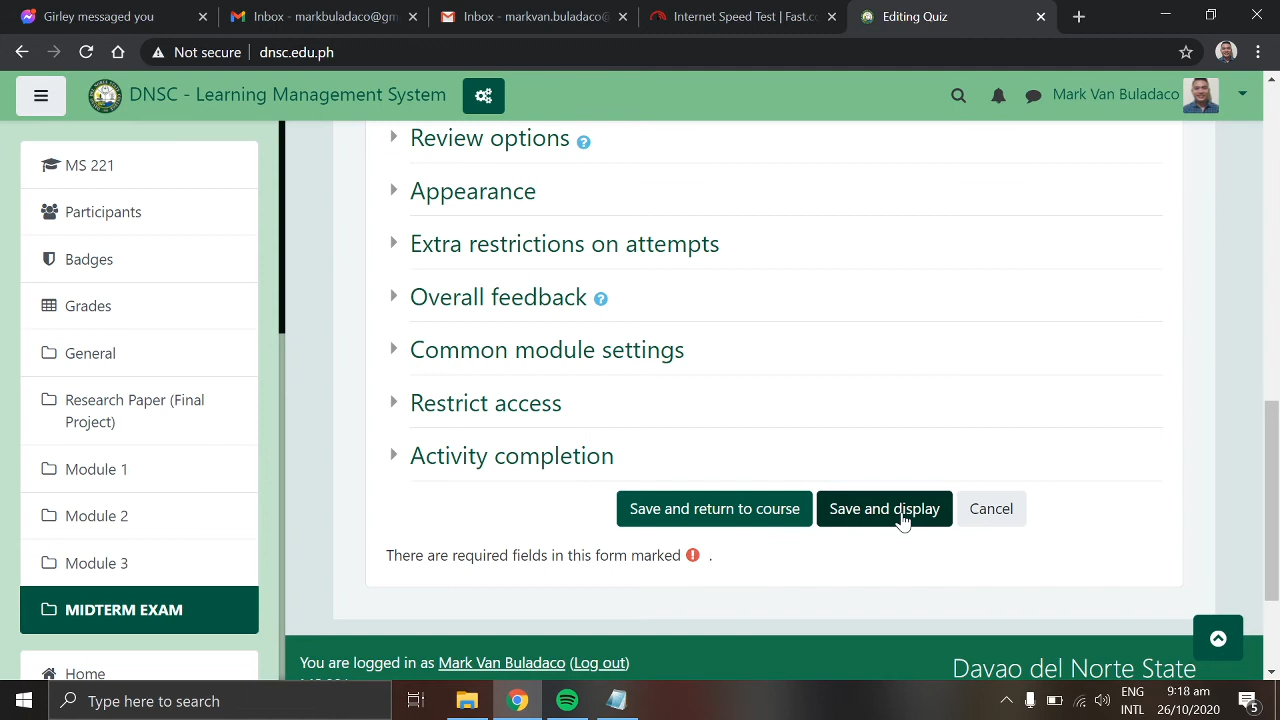 Girley messaged you
Inbox - markbuladaco@gm
Inbox - markvan.buladaco@
Internet Speed Test | Fast.co
Editing Quiz
Not secure
dnsc.edu.ph
DNSC - Learning Management System
Mark Van Buladaco
MS 221
Participants
Badges
Grades
General
Research Paper (Final
Project)
Module 1
Module 2
Module 3
MIDTERM EXAM
Home
Review options
Appearance
Extra restrictions on attempts
Overall feedback
Common module settings
Restrict access
Activity completion
Save and return to course
Save and display
Cancel
There are required fields in this form marked .
You are logged in as Mark Van Buladaco (Log out)
Davao del Norte State
Type here to search
ENG
INTL
9:18 am
26/10/2020
5